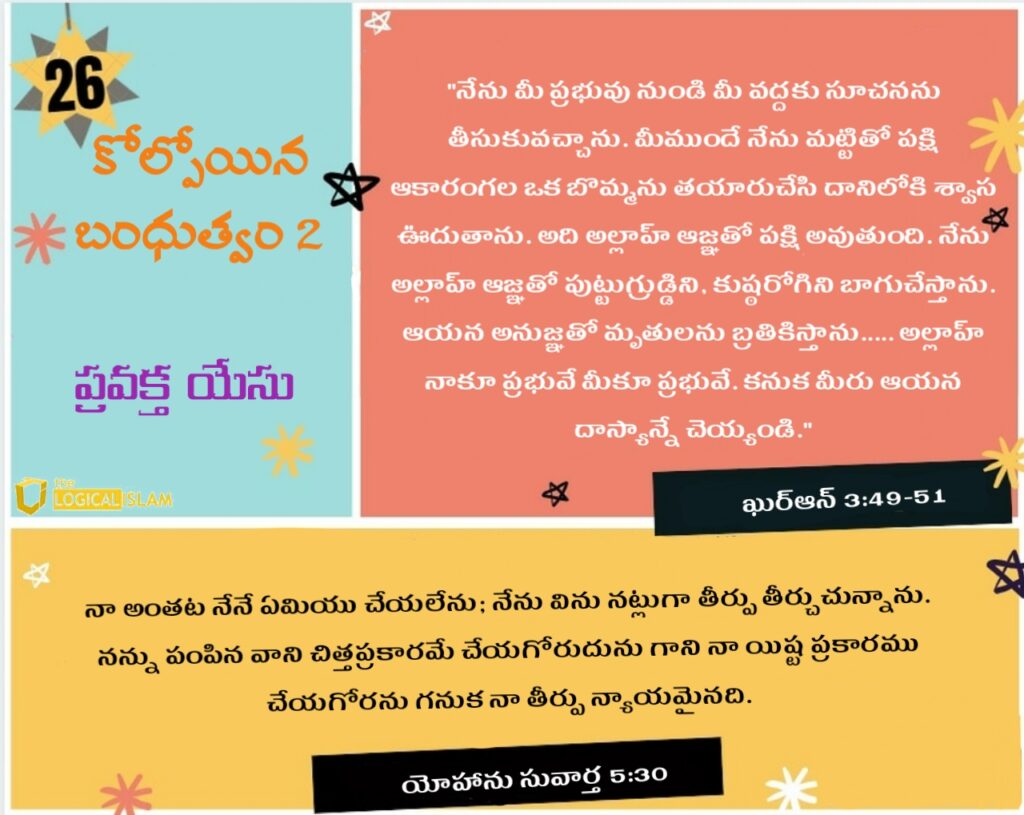 26
కోల్పోయిన
బంధుత్వం 2
ప్రవక్త యేసు
the
LOGICAL ISLAM
"నేను మీ ప్రభువు నుండి మీ వద్దకు సూచనను
తీసుకువచ్చాను. మీముందే నేను మట్టితో పక్షి
ఆకారంగల ఒక బొమ్మను తయారుచేసి దానిలోకి శ్వాస
ఊదుతాను. అది అల్లాహ్ ఆజ్ఞతో పక్షి అవుతుంది. నేను
అల్లాహ్ ఆజ్ఞతో పుట్టుగ్రుడ్డిని, కుష్ఠరోగిని బాగుచేస్తాను.
ఆయన అనుజ్ఞతో మృతులను బ్రతికిస్తాను..... అల్లాహ్
నాకూ ప్రభువే మీకూ ప్రభువే. కనుక మీరు ఆయన
దాస్యాన్నే చెయ్యండి."
ఖుర్ఆన్ 3:49-51
నా అంతట నేనే ఏమియు చేయలేను; నేను విను నట్లుగా తీర్పు తీర్చుచున్నాను.
నన్ను పంపిన వాని చిత్తప్రకారమే చేయగోరుదును గాని నా యిష్ట ప్రకారము
చేయగోరను గనుక నా తీర్పు న్యాయమైనది.
యోహాను సువార్త 5:30